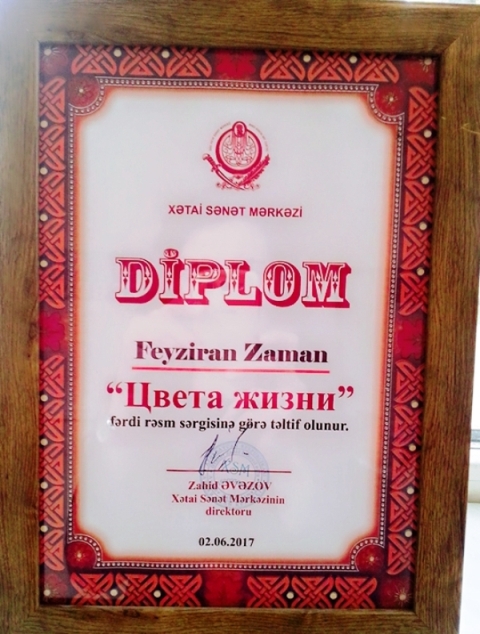 XƏTAİ SƏNƏT MƏRKƏZİ
DİPLOM
Feyziran Zaman
“Цвета жизни”
fərdi rəsm sərgisinə görə təltif olunur.
Zahid ƏVƏZOV
Xətai Sənət Mərkəzinin
direktoru
02.06.2017